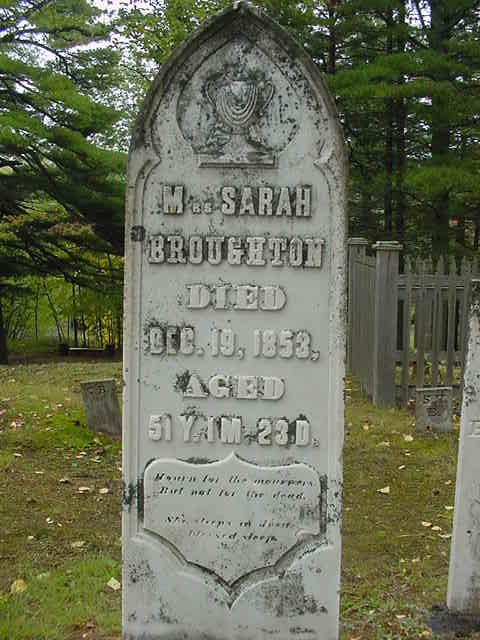 Mrs SARAH
BROUGHTON
DIED
DEC. 19, 1853,
AGED
51 Y. 1 M. 23 D.
Mourn for the mourners
But not for the dead.
She sleeps in
blessed sleep.